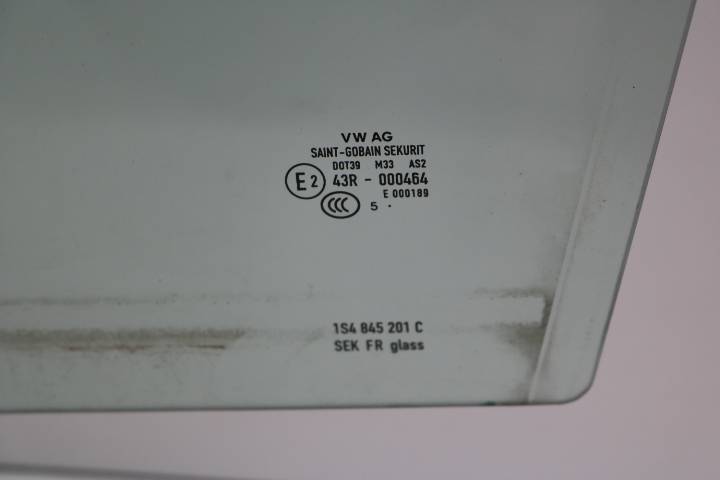 VW AG
SAINT-GOBAIN SEKURIT
DOT39 M33 AS2
E2 43R - 000464
E 000189
CCC 5 .
1S4 845 201 C
SEK FR glass